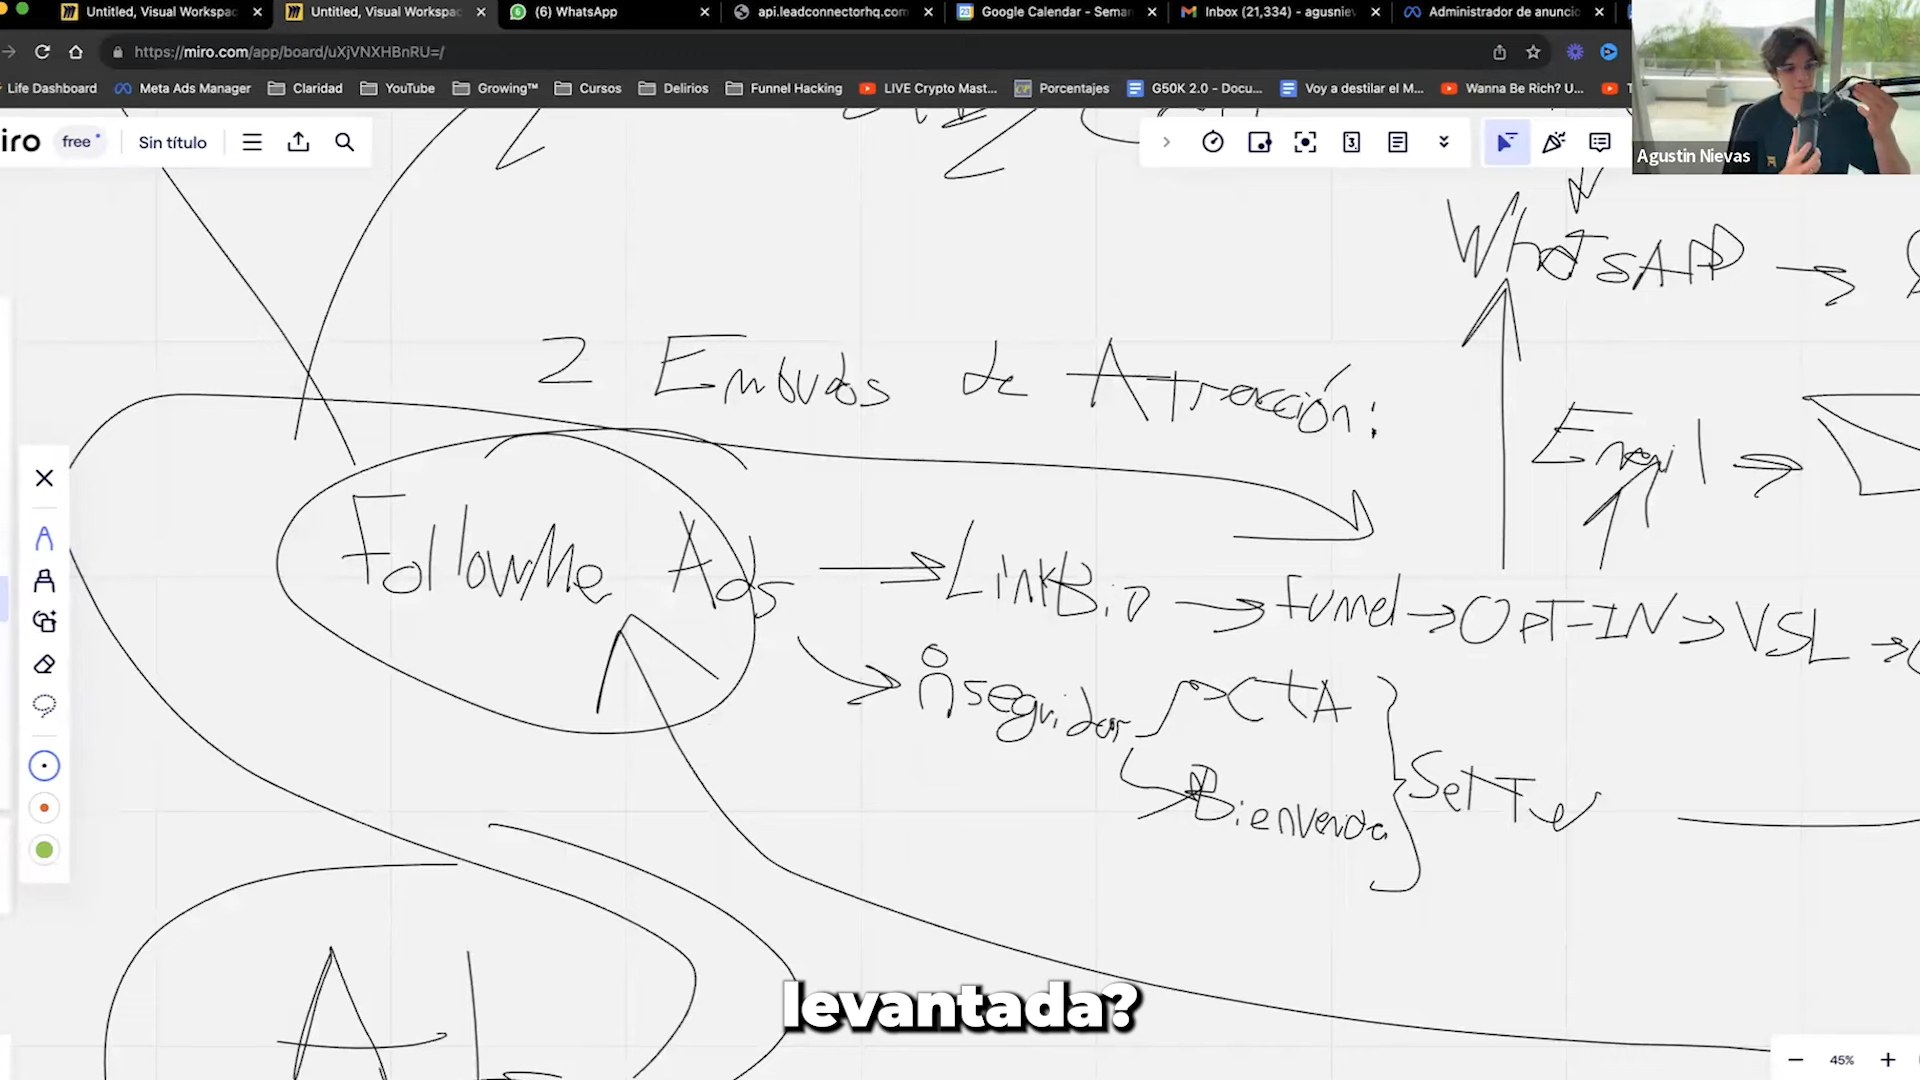 Untitled, Visual Workspac
Untitled, Visual Workspac
(6) WhatsApp
api.leadconnectorhq.com
Google Calendar - Seman
Inbox (21,334) - agusniev
Administrador de anuncio
https://miro.com/app/board/uXjVNXHBnRU=/
Life Dashboard
Meta Ads Manager
Claridad
YouTube
Growing™
Cursos
Delirios
Funnel Hacking
LIVE Crypto Mast...
Porcentajes
G50K 2.0 - Docu...
Voy a destilar el M...
Wanna Be Rich? U...
iro
free
Sin título
Agustin Nievas
WhatsAPP
2 Embudos de Atracción:
Email
FollowMe Ads
LinkBio
Funnel
OPT-IN
VSL
seguidor
CTA
Bienvenida
levantada?
45%